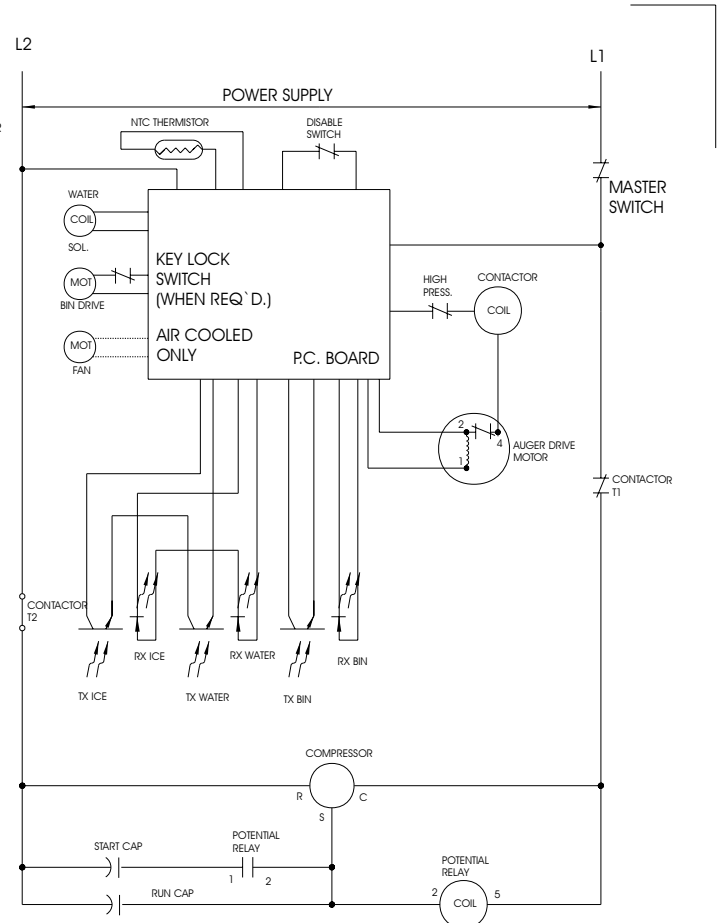 L2
L1
POWER SUPPLY
NTC THERMISTOR
DISABLE
SWITCH
MASTER
SWITCH
WATER
COIL
SOL.
KEY LOCK
SWITCH
(WHEN REQ`D.)
MOT
BIN DRIVE
HIGH
PRESS.
CONTACTOR
COIL
MOT
FAN
AIR COOLED
ONLY
P.C. BOARD
2
4
1
AUGER DRIVE
MOTOR
CONTACTOR
T1
CONTACTOR
T2
RX ICE
RX WATER
RX BIN
TX ICE
TX WATER
TX BIN
COMPRESSOR
R
C
S
START CAP
POTENTIAL
RELAY
1
2
RUN CAP
POTENTIAL
RELAY
2
COIL
5